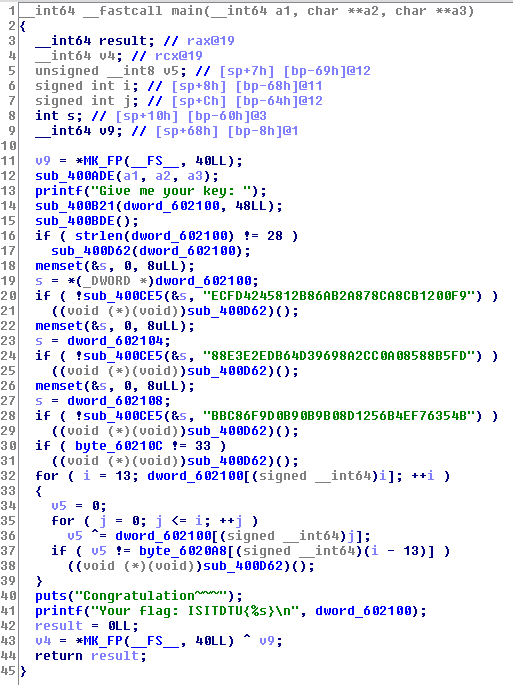 1 __int64 __fastcall main(__int64 a1, char **a2, char **a3)
2 {
3 __int64 result; // rax@19
4 __int64 v4; // rcx@19
5 unsigned __int8 v5; // [sp+7h] [bp-69h]@12
6 signed int i; // [sp+8h] [bp-68h]@11
7 signed int j; // [sp+Ch] [bp-64h]@12
8 int s; // [sp+10h] [bp-60h]@3
9 __int64 v9; // [sp+68h] [bp-8h]@1
10
11 v9 = *MK_FP(__FS__, 40LL);
12 sub_400ADE(a1, a2, a3);
13 printf("Give me your key: ");
14 sub_400B21(dword_602100, 48LL);
15 sub_400BDE();
16 if ( strlen(dword_602100) != 28 )
17 sub_400D62(dword_602100);
18 memset(&s, 0, 8uLL);
19 s = *(_DWORD *)dword_602100;
20 if ( !sub_400CE5(&s, "ECFD4245812B86AB2A878CA8CB1200F9") )
21 ((void (*)(void))sub_400D62)();
22 memset(&s, 0, 8uLL);
23 s = dword_602104;
24 if ( !sub_400CE5(&s, "88E3E2EDB64D39698A2CC0A08588B5FD") )
25 ((void (*)(void))sub_400D62)();
26 memset(&s, 0, 8uLL);
27 s = dword_602108;
28 if ( !sub_400CE5(&s, "BBC86F9D0B90B9B08D1256B4EF76354B") )
29 ((void (*)(void))sub_400D62)();
30 if ( byte_60210C != 33 )
31 ((void (*)(void))sub_400D62)();
32 for ( i = 13; dword_602100[(signed __int64)i]; ++i )
33 {
34 v5 = 0;
35 for ( j = 0; j <= i; ++j )
36 v5 ^= dword_602100[(signed __int64)j];
37 if ( v5 != byte_6020A8[(signed __int64)(i - 13)] )
38 ((void (*)(void))sub_400D62)();
39 }
40 puts("Congratulation~~~~");
41 printf("Your flag: ISITDTU{%s}\n", dword_602100);
42 result = 0LL;
43 v4 = *MK_FP(__FS__, 40LL) ^ v9;
44 return result;
45 }